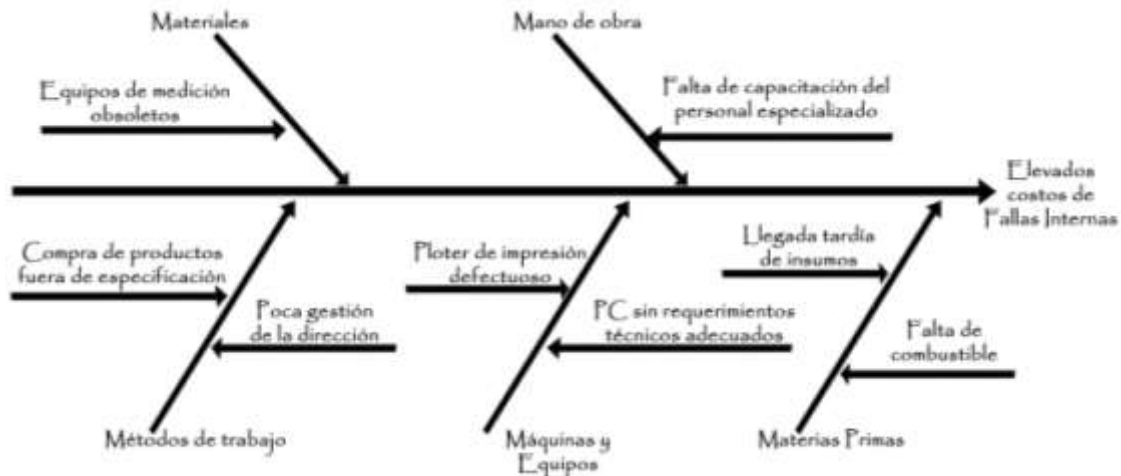 Materiales
Mano de obra
Equipos de medición
obsoletos
Falta de capacitación del
personal especializado
Elevados
costos de
Fallas Internas
Compra de productos
fuera de especificación
Poca gestión
de la dirección
Ploter de impresión
defectuoso
PC sin requerimientos
técnicos adecuados
Llegada tardía
de insumos
Falta de
combustible
Métodos de trabajo
Máquinas y
Equipos
Materias Primas